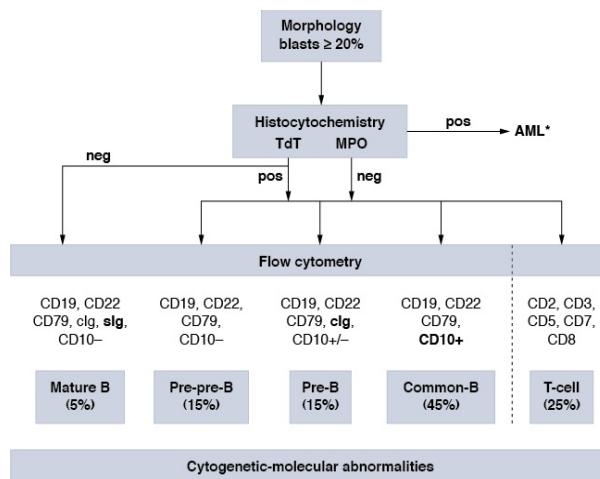 Morphology
blasts ≥ 20%
Histocytochemistry
TdT MPO
pos
AML*
neg
pos
neg
Flow cytometry
CD19, CD22
CD79, cIg, sIg,
CD10–
CD19, CD22,
CD79,
CD10–
CD19, CD22
CD79, cIg,
CD10+/–
CD19, CD22
CD79,
CD10+
CD2, CD3,
CD5, CD7,
CD8
Mature B
(5%)
Pre-pre-B
(15%)
Pre-B
(15%)
Common-B
(45%)
T-cell
(25%)
Cytogenetic-molecular abnormalities